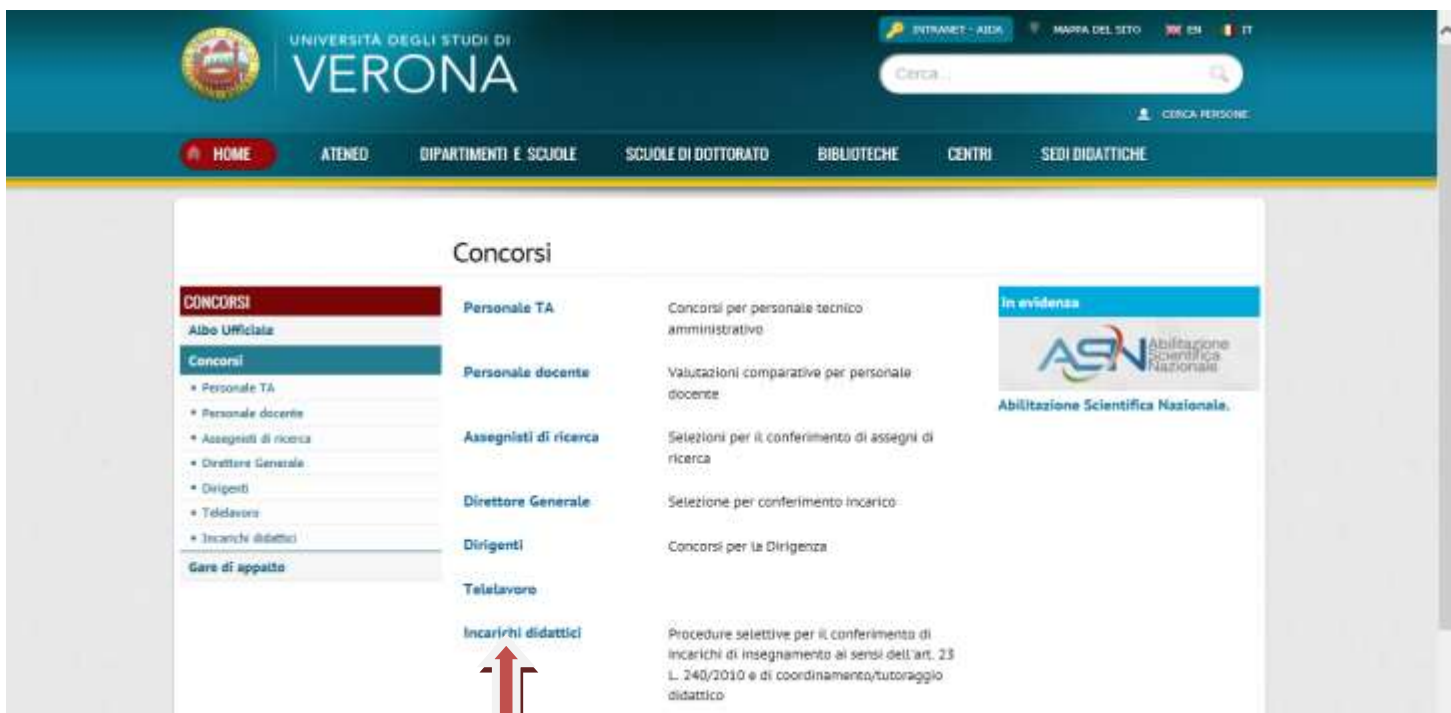 UNIVERSITÀ DEGLI STUDI DI
VERONA
INTRANET - AIDA
MAPPA DEL SITO
EN
IT
Cerca...
CERCA PERSONE
HOME
ATENEO
DIPARTIMENTI E SCUOLE
SCUOLE DI DOTTORATO
BIBLIOTECHE
CENTRI
SEDI DIDATTICHE
Concorsi
CONCORSI
Albo Ufficiale
Concorsi
• Personale TA
• Personale docente
• Assegnisti di ricerca
• Direttore Generale
• Dirigenti
• Telelavoro
• Incarichi didattici
Gare di appalto
Personale TA
Concorsi per personale tecnico
amministrativo
Personale docente
Valutazioni comparative per personale
docente
Assegnisti di ricerca
Selezioni per il conferimento di assegni di
ricerca
Direttore Generale
Selezione per conferimento incarico
Dirigenti
Concorsi per la Dirigenza
Telelavoro
Incarichi didattici
Procedure selettive per il conferimento di
incarichi di insegnamento ai sensi dell'art. 23
L. 240/2010 e di coordinamento/tutoraggio
didattico
In evidenza
ASN
Abilitazione
Scientifica
Nazionale
Abilitazione Scientifica Nazionale.